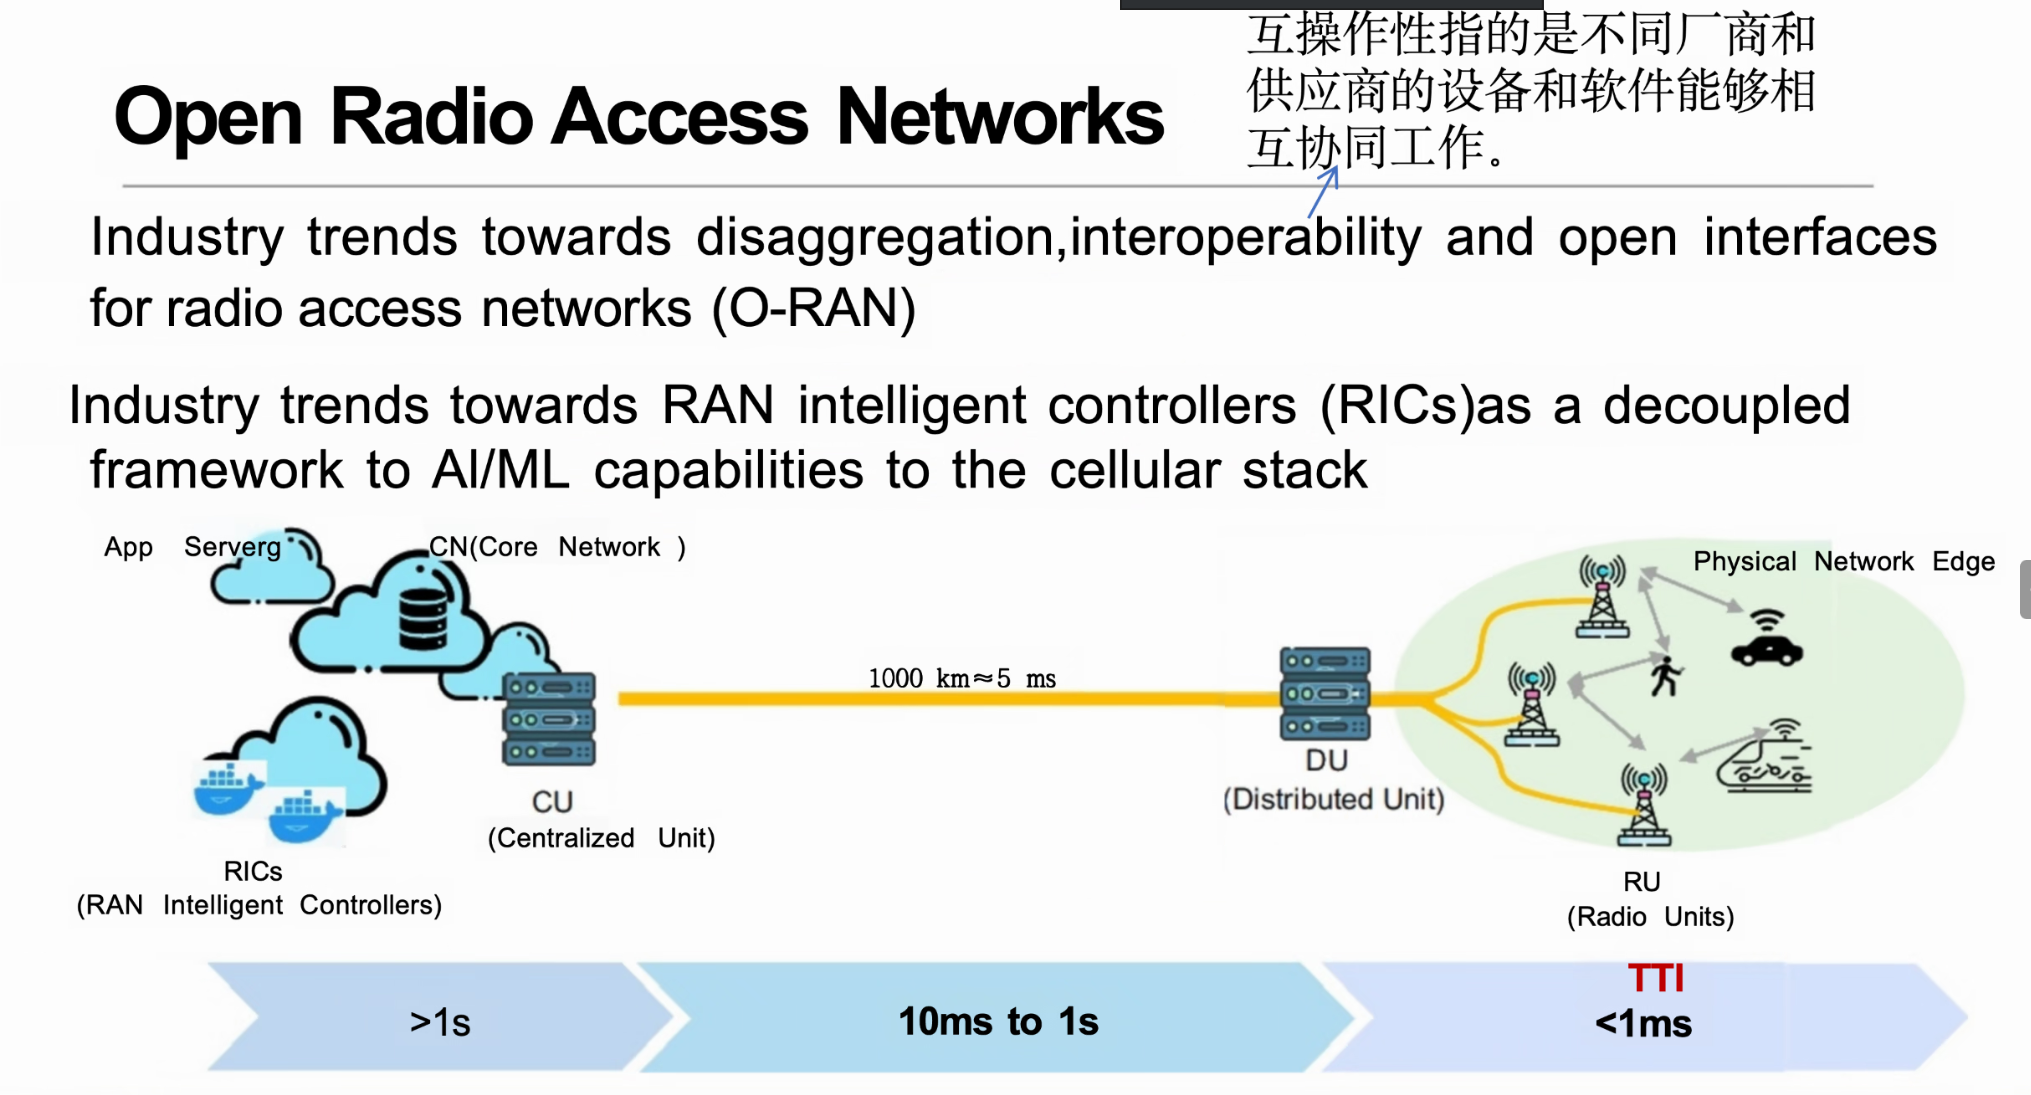 互操作性指的是不同厂商和
供应商的设备和软件能够相
互协同工作。
Open Radio Access Networks
Industry trends towards disaggregation,interoperability and open interfaces
for radio access networks (O-RAN)
Industry trends towards RAN intelligent controllers (RICs)as a decoupled
framework to AI/ML capabilities to the cellular stack
App Serverg
CN(Core Network )
Physical Network Edge
1000 km≈5 ms
DU
(Distributed Unit)
CU
(Centralized Unit)
RICs
(RAN Intelligent Controllers)
RU
(Radio Units)
>1s
10ms to 1s
TTI
<1ms